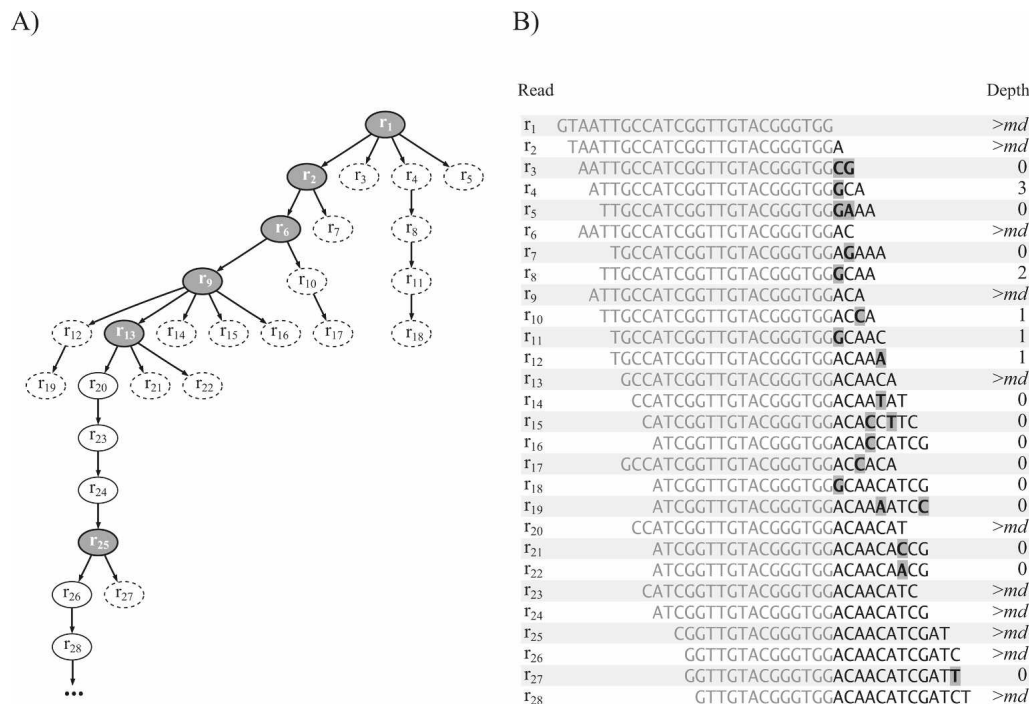 A)
r1
r2 r3 r4 r5
r6 r7 r8
r9 r10 r11
r12 r13 r14 r15 r16 r17 r18
r19 r20 r21 r22
r23
r24
r25
r26 r27
r28
•••
B)
Read Depth
r1 GTAATTGCCATCGGTTGTACGGGTGG >md
r2 TAATTGCCATCGGTTGTACGGGTGGA >md
r3 AATTGCCATCGGTTGTACGGGTGGCG 0
r4 ATTGCCATCGGTTGTACGGGTGGGCA 3
r5 TTGCCATCGGTTGTACGGGTGGGAAA 0
r6 AATTGCCATCGGTTGTACGGGTGGAC >md
r7 TGCCATCGGTTGTACGGGTGGAGAAA 0
r8 TTGCCATCGGTTGTACGGGTGGGCAA 2
r9 ATTGCCATCGGTTGTACGGGTGGACA >md
r10 TTGCCATCGGTTGTACGGGTGGACCA 1
r11 TGCCATCGGTTGTACGGGTGGGCAAC 1
r12 TGCCATCGGTTGTACGGGTGGACAAA 1
r13 GCCATCGGTTGTACGGGTGGACAACA >md
r14 CCATCGGTTGTACGGGTGGACAATAT 0
r15 CATCGGTTGTACGGGTGGACACCTTC 0
r16 ATCGGTTGTACGGGTGGACACCATCG 0
r17 GCCATCGGTTGTACGGGTGGACCACA 0
r18 ATCGGTTGTACGGGTGGGCAACATCG 0
r19 ATCGGTTGTACGGGTGGACAAAATCC 0
r20 CCATCGGTTGTACGGGTGGACAACAT >md
r21 ATCGGTTGTACGGGTGGACAACACCG 0
r22 ATCGGTTGTACGGGTGGACAACAACG 0
r23 CATCGGTTGTACGGGTGGACAACATC >md
r24 ATCGGTTGTACGGGTGGACAACATCG >md
r25 CGGTTGTACGGGTGGACAACATCGAT >md
r26 GGTTGTACGGGTGGACAACATCGATC >md
r27 GGTTGTACGGGTGGACAACATCGATT 0
r28 GTTGTACGGGTGGACAACATCGATCT >md